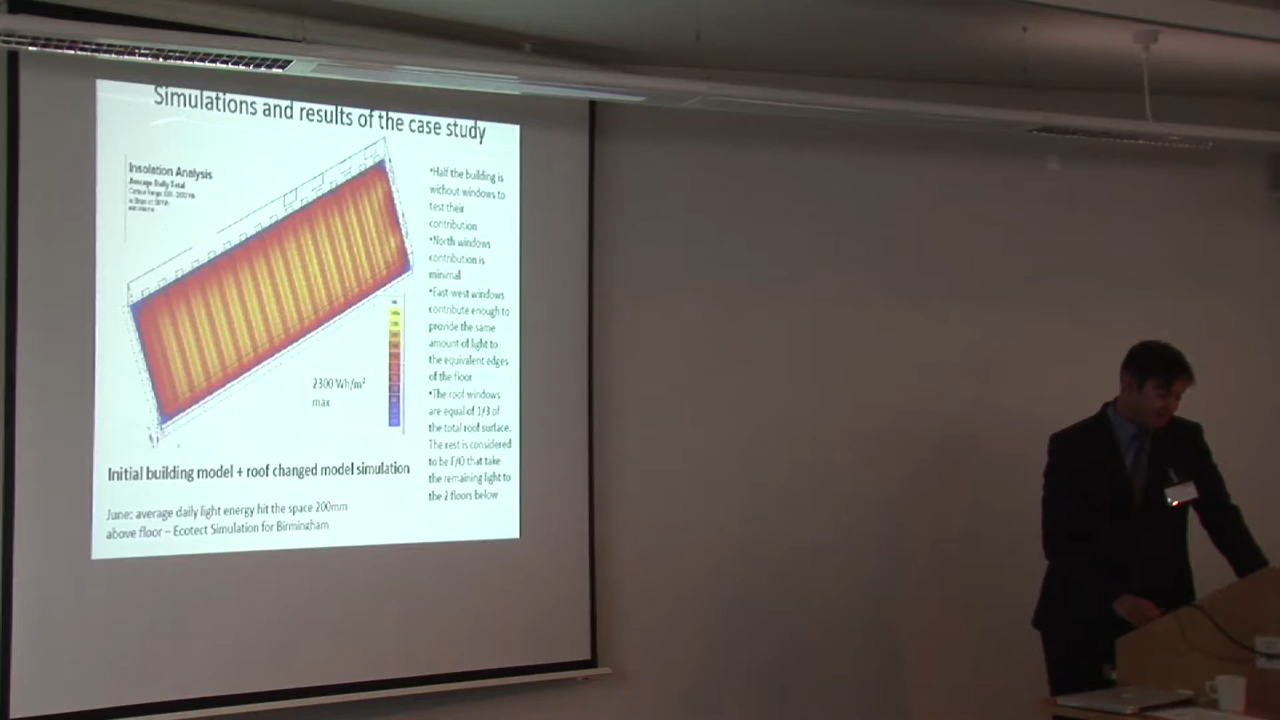 Simulations and results of the case study
Insolation Analysis
Average Daily Total
•Half the building is
without windows to
test their
contribution
•North windows
contribution is
minimal
•East-west windows
contribute enough to
provide the same
amount of light to
the equivalent edges
of the floor
•The roof windows
are equal of 1/3 of
the total roof surface.
The rest is considered
to be F/O that take
the remaining light to
the 2 floors below
2300 Wh/m²
max
Initial building model + roof changed model simulation
June: average daily light energy hit the space 200mm
above floor – Ecotect Simulation for Birmingham